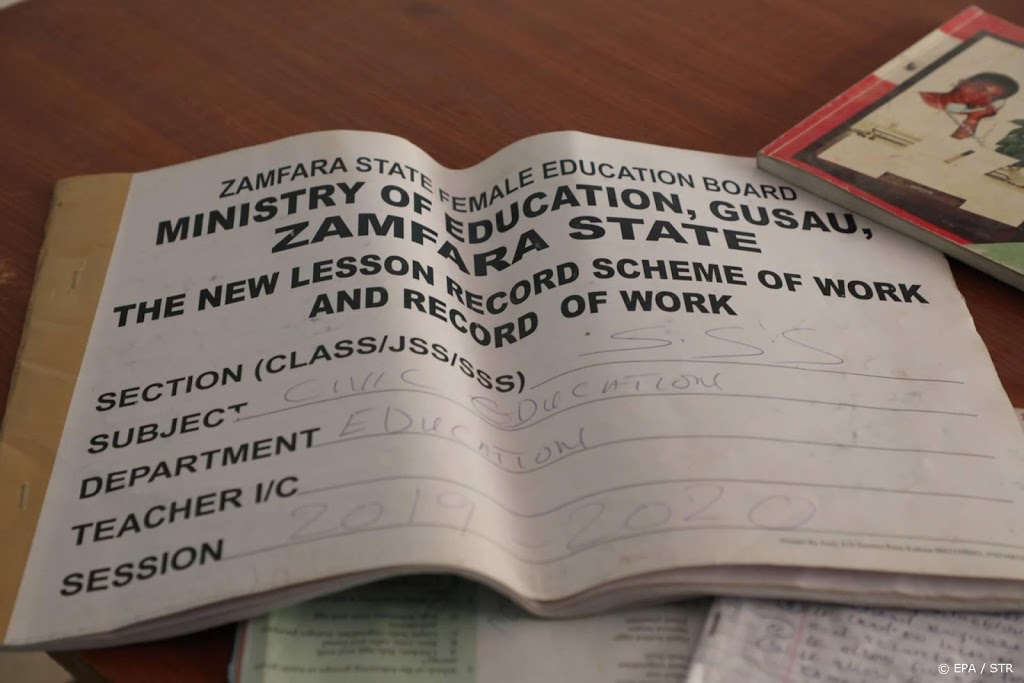 ZAMFARA STATE FEMALE EDUCATION BOARD
MINISTRY OF EDUCATION, GUSAU,
ZAMFARA STATE
THE NEW LESSON RECORD SCHEME OF WORK
AND RECORD OF WORK
SECTION (CLASS/JSS/SSS) S.S.S
SUBJECT CIVIC EDUCATION
DEPARTMENT EDUCATION
TEACHER I/C
SESSION 2019 2020
© EPA / STR